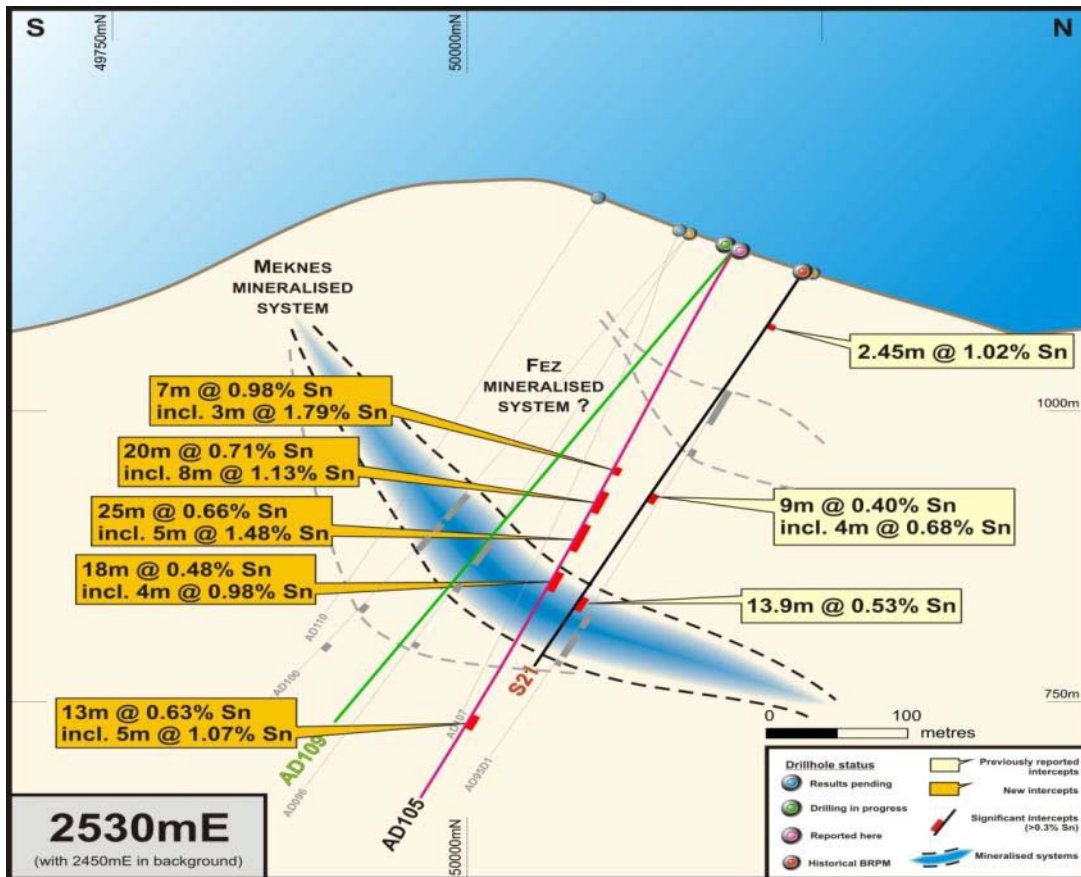 S
49750mN
50000mN
N
MEKNES
MINERALISED
SYSTEM
FEZ
MINERALISED
SYSTEM ?
2.45m @ 1.02% Sn
1000m
7m @ 0.98% Sn
incl. 3m @ 1.79% Sn
20m @ 0.71% Sn
incl. 8m @ 1.13% Sn
25m @ 0.66% Sn
incl. 5m @ 1.48% Sn
9m @ 0.40% Sn
incl. 4m @ 0.68% Sn
18m @ 0.48% Sn
incl. 4m @ 0.98% Sn
13.9m @ 0.53% Sn
AD110
AD100
S21
750m
13m @ 0.63% Sn
incl. 5m @ 1.07% Sn
AD107
0 100
metres
AD109
AD95D1
AD096
AD105
50000mN
2530mE
(with 2450mE in background)
Drillhole status
Results pending
Drilling in progress
Reported here
Historical BRPM
Previously reported
intercepts
New intercepts
Significant intercepts
(>0.3% Sn)
Mineralised systems